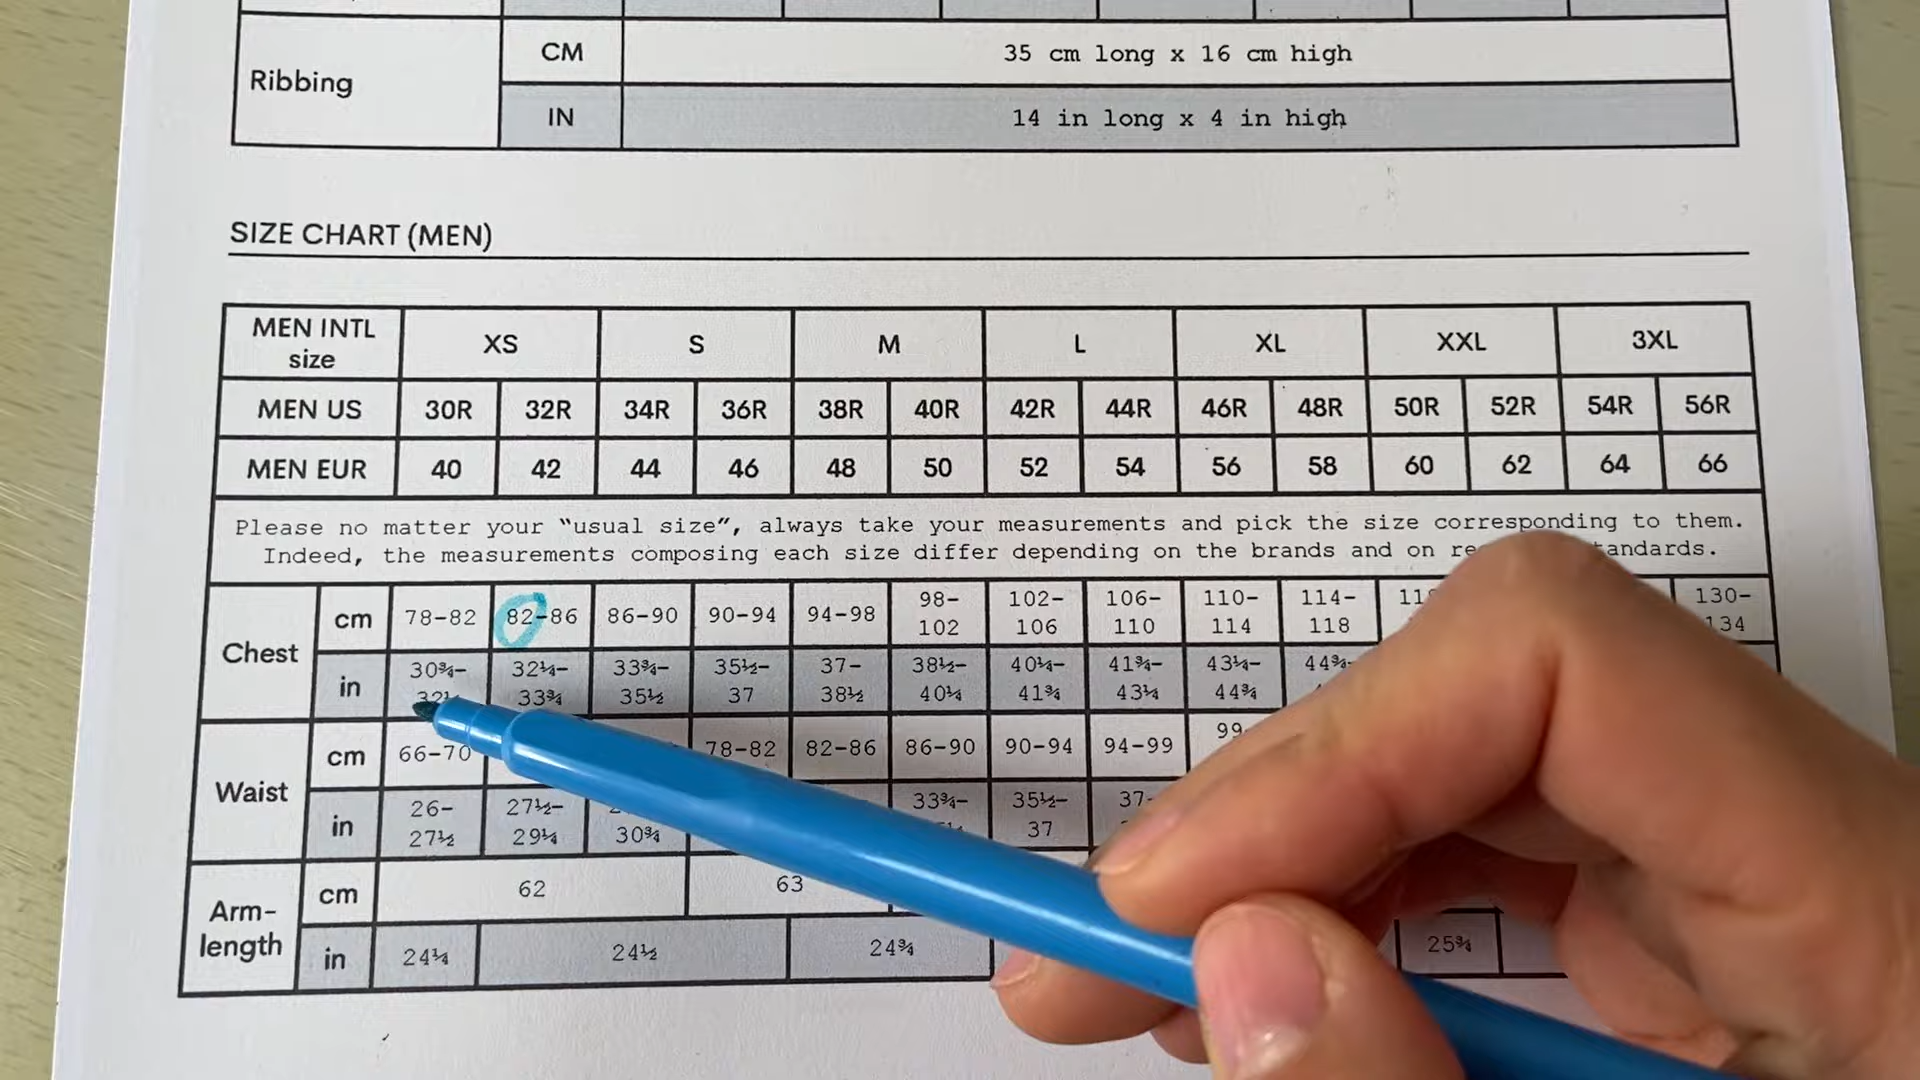 Ribbing CM 35 cm long x 16 cm high
IN 14 in long x 4 in high
SIZE CHART (MEN)
MEN INTL size XS S M L XL XXL 3XL
MEN US 30R 32R 34R 36R 38R 40R 42R 44R 46R 48R 50R 52R 54R 56R
MEN EUR 40 42 44 46 48 50 52 54 56 58 60 62 64 66
Please no matter your “usual size”, always take your measurements and pick the size corresponding to them.
Indeed, the measurements composing each size differ depending on the brands and on
Chest cm 78-82 82-86 86-90 90-94 94-98 98-102 102-106 106-110 110-114 114-118 130-134
in 30¾- 32¼-33¾ 33¾-35½ 35½-37 37-38½ 38½-40¼ 40¼-41¾ 41¾-43¼ 43¼-44¾ 44¾-
Waist cm 66-70 78-82 82-86 86-90 90-94 94-99 99-
in 26-27½ 27½-29¼ 30¾ 33¾- 35½-37 37-
Arm-length cm 62 63
in 24¼ 24½ 24¾ 25¾